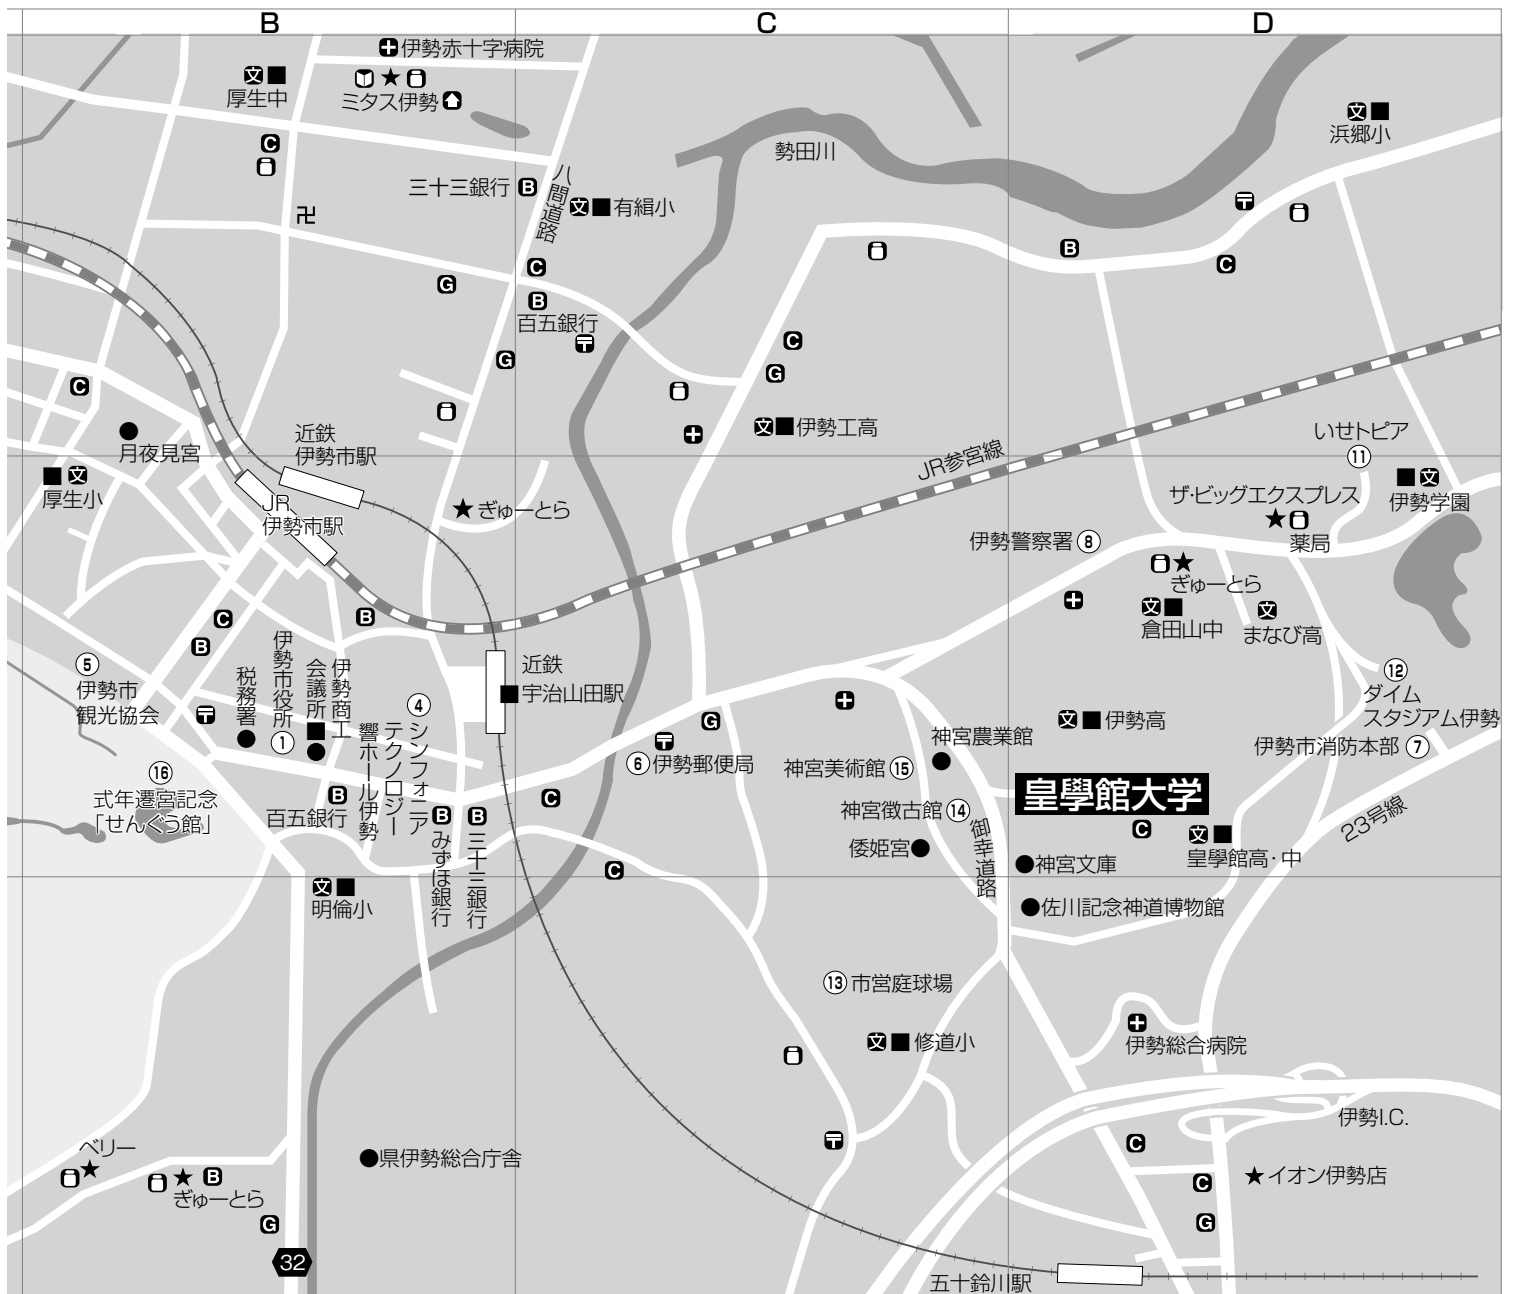 B
C
D
伊勢赤十字病院
文
厚生中
ミタス伊勢
C
三十三銀行
B
八間道路
文
有緝小
勢田川
文
浜郷小
卍
〒
B
C
G
C
B
百五銀行
〒
G
C
G
C
文
伊勢工高
月夜見宮
近鉄
伊勢市駅
文
厚生小
JR
伊勢市駅
ぎゅーとら
JR参宮線
いせトピア
11
文
伊勢学園
ザ・ビッグエクスプレス
薬局
伊勢警察署
8
ぎゅーとら
文
倉田山中
文
まなび高
C
B
B
5
伊勢市
観光協会
〒
税務署
伊勢市役所
1
伊勢商工
会議所
4
シンフォニア
テクノロジー
響ホール伊勢
近鉄
宇治山田駅
G
〒
6
伊勢郵便局
12
ダイム
スタジアム伊勢
文
伊勢高
伊勢市消防本部
7
神宮農業館
神宮美術館
15
神宮徴古館
14
倭姫宮
御幸道路
皇學館大学
C
文
皇學館高・中
23号線
16
式年遷宮記念
「せんぐう館」
百五銀行
B
B
みずほ銀行
B
三十三銀行
C
C
神宮文庫
文
明倫小
佐川記念神道博物館
13
市営庭球場
文
修道小
伊勢総合病院
伊勢I.C.
〒
C
県伊勢総合庁舎
ベリー
B
ぎゅーとら
G
C
イオン伊勢店
G
32
五十鈴川駅